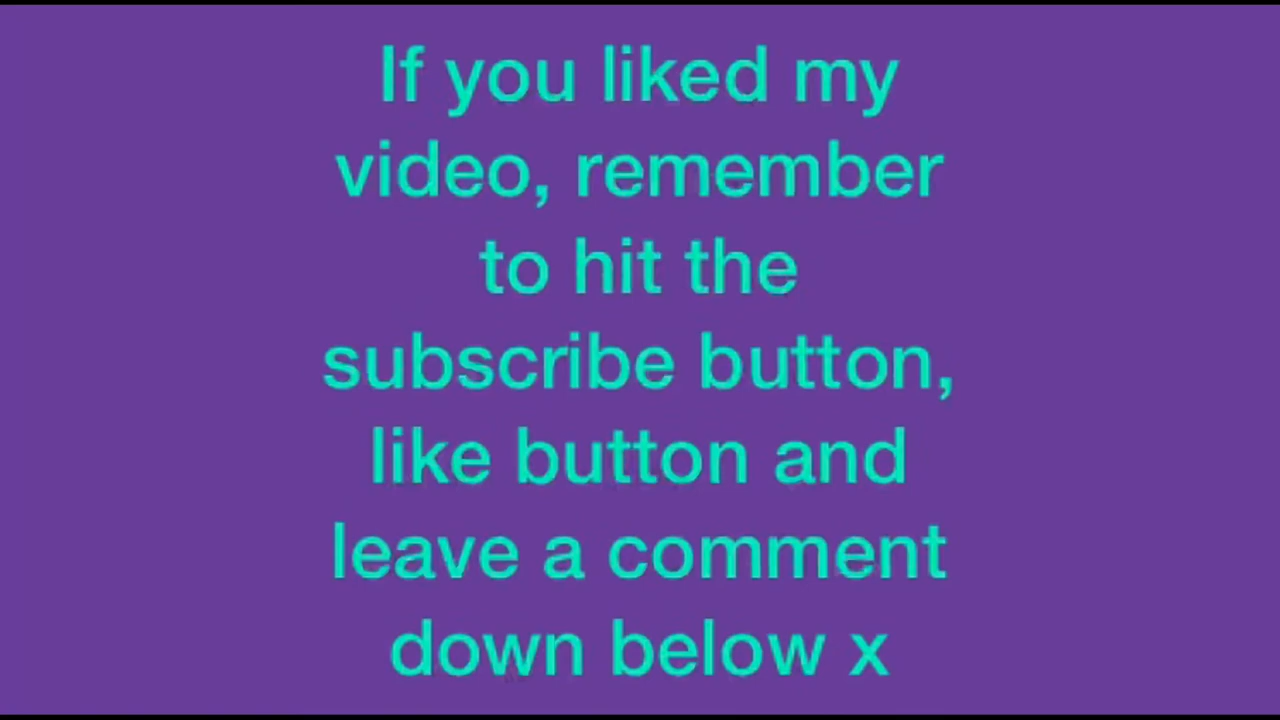 If you liked my
video, remember
to hit the
subscribe button,
like button and
leave a comment
down below x